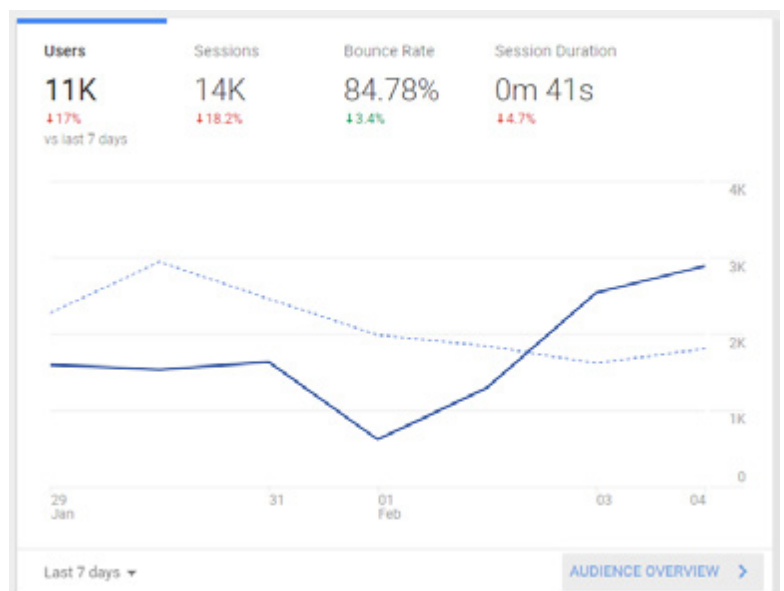 Users Sessions Bounce Rate Session Duration
11K 14K 84.78% 0m 41s
↓17% ↓18.2% ↓3.4% ↓4.7%
vs last 7 days
4K
3K
2K
1K
0
29 31 01 03 04
Jan Feb
Last 7 days AUDIENCE OVERVIEW